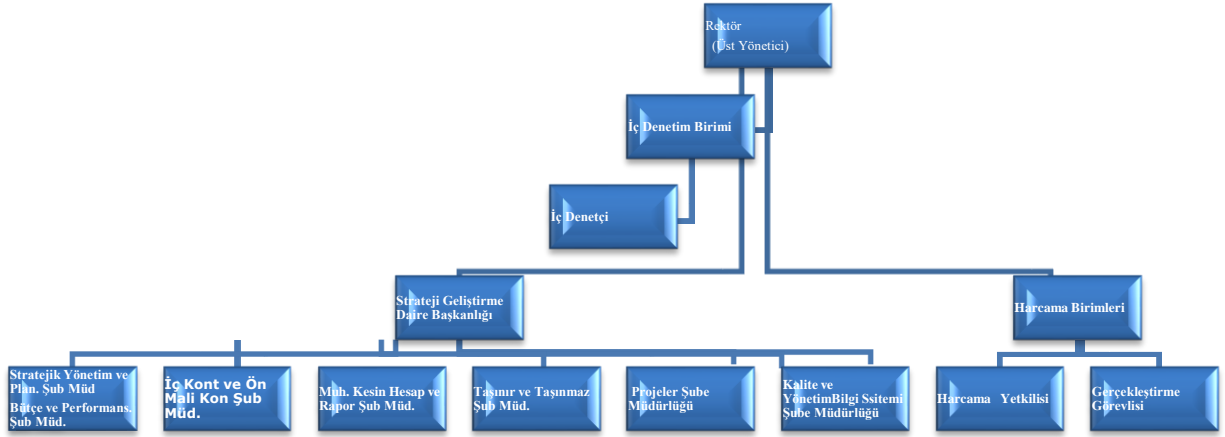 Rektör
(Üst Yönetici)
İç Denetim Birimi
İç Denetçi
Strateji Geliştirme
Daire Başkanlığı
Harcama Birimleri
Stratejik Yönetim ve
Plan. Şub Müd
Bütçe ve Performans.
Şub Müd.
İç Kont ve Ön
Mali Kon Şub
Müd.
Muh. Kesin Hesap ve
Rapor Şub Müd.
Taşınır ve Taşınmaz
Şub Müd.
Projeler Şube
Müdürlüğü
Kalite ve
YönetimBilgi Ssitemi
Şube Müdürlüğü
Harcama Yetkilisi
Gerçekleştirme
Görevlisi